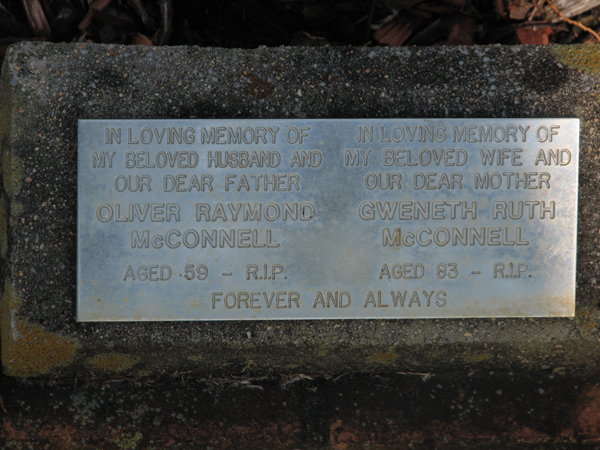 IN LOVING MEMORY OF
MY BELOVED HUSBAND AND
OUR DEAR FATHER
OLIVER RAYMOND
McCONNELL
AGED 59 - R.I.P.
IN LOVING MEMORY OF
MY BELOVED WIFE AND
OUR DEAR MOTHER
GWENETH RUTH
McCONNELL
AGED 83 - R.I.P.
FOREVER AND ALWAYS